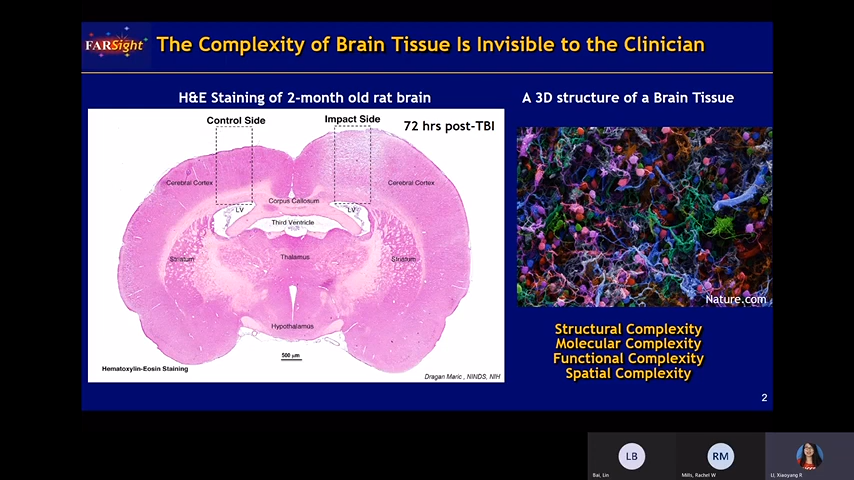 FARSight
The Complexity of Brain Tissue Is Invisible to the Clinician
H&E Staining of 2-month old rat brain
A 3D structure of a Brain Tissue
Control Side
Impact Side
72 hrs post-TBI
Cerebral Cortex
Cerebral Cortex
Corpus Callosum
LV
LV
Third Ventricle
Striatum
Thalamus
Striatum
Hypothalamus
500 µm
Hematoxylin-Eosin Staining
Dragan Maric , NINDS, NIH
Nature.com
Structural Complexity
Molecular Complexity
Functional Complexity
Spatial Complexity
2
LB
RM
Bai, Lin
Mills, Rachel W
LI, Xiaoyang R